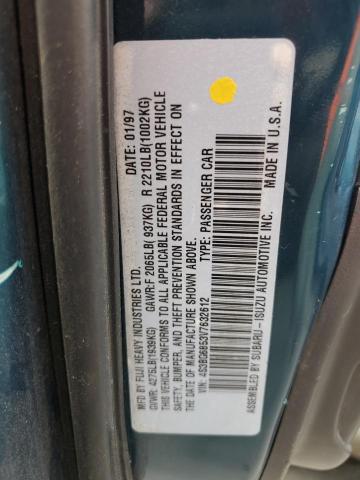 MFD BY FUJI HEAVY INDUSTRIES LTD. DATE: 01/97
GVWR: 4275LB(1939KG)
GAWR:F 2065LB( 937KG) R 2210LB(1002KG)
THIS VEHICLE CONFORMS TO ALL APPLICABLE FEDERAL MOTOR VEHICLE
SAFETY, BUMPER, AND THEFT PREVENTION STANDARDS IN EFFECT ON
THE DATE OF MANUFACTURE SHOWN ABOVE.
VIN: 4S3BG6853V7632612 TYPE: PASSENGER CAR
ASSEMBLED BY SUBARU-ISUZU AUTOMOTIVE INC.
MADE IN U.S.A.